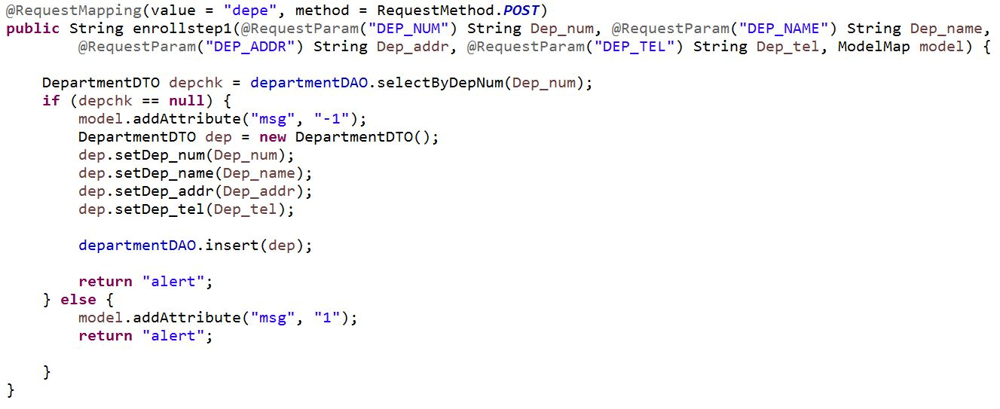 @RequestMapping(value = "depe", method = RequestMethod.POST)
public String enrollstep1(@RequestParam("DEP_NUM") String Dep_num, @RequestParam("DEP_NAME") String Dep_name,
        @RequestParam("DEP_ADDR") String Dep_addr, @RequestParam("DEP_TEL") String Dep_tel, ModelMap model) {

    DepartmentDTO depchk = departmentDAO.selectByDepNum(Dep_num);
    if (depchk == null) {
        model.addAttribute("msg", "-1");
        DepartmentDTO dep = new DepartmentDTO();
        dep.setDep_num(Dep_num);
        dep.setDep_name(Dep_name);
        dep.setDep_addr(Dep_addr);
        dep.setDep_tel(Dep_tel);

        departmentDAO.insert(dep);

        return "alert";
    } else {
        model.addAttribute("msg", "1");
        return "alert";

    }
}